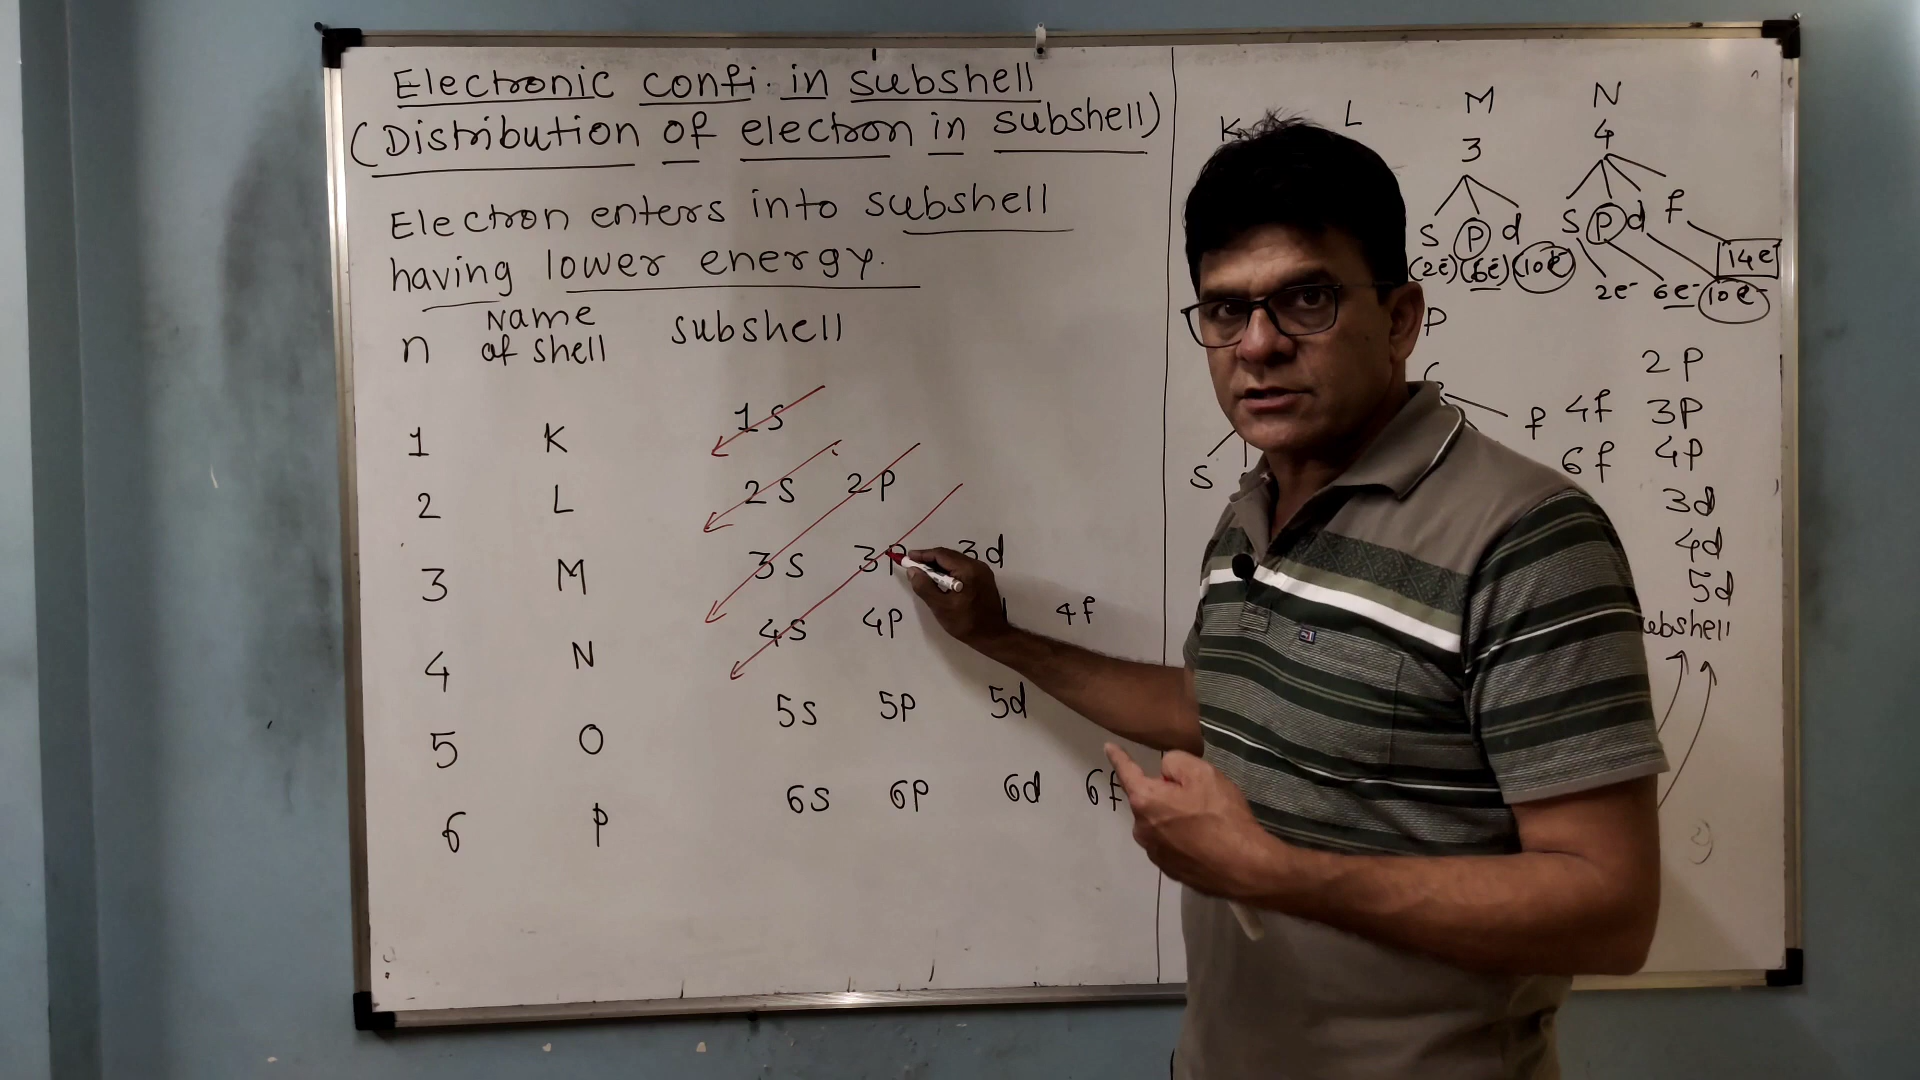 Electronic confi. in subshell
(Distribution of electron in subshell)
Electron enters into subshell
having lower energy.
n Name of shell subshell
1 K 1s
2 L 2s 2p
3 M 3s 3p 3d
4 N 4s 4p 4f
5 O 5s 5p 5d
6 P 6s 6p 6d 6f
K L M N
3 4
s p d s p d f
(2e) (6e) (10e) 14e
2e- 6e- 10e-
P
f
s
4f
6f
2p
3p
4p
3d
4d
5d